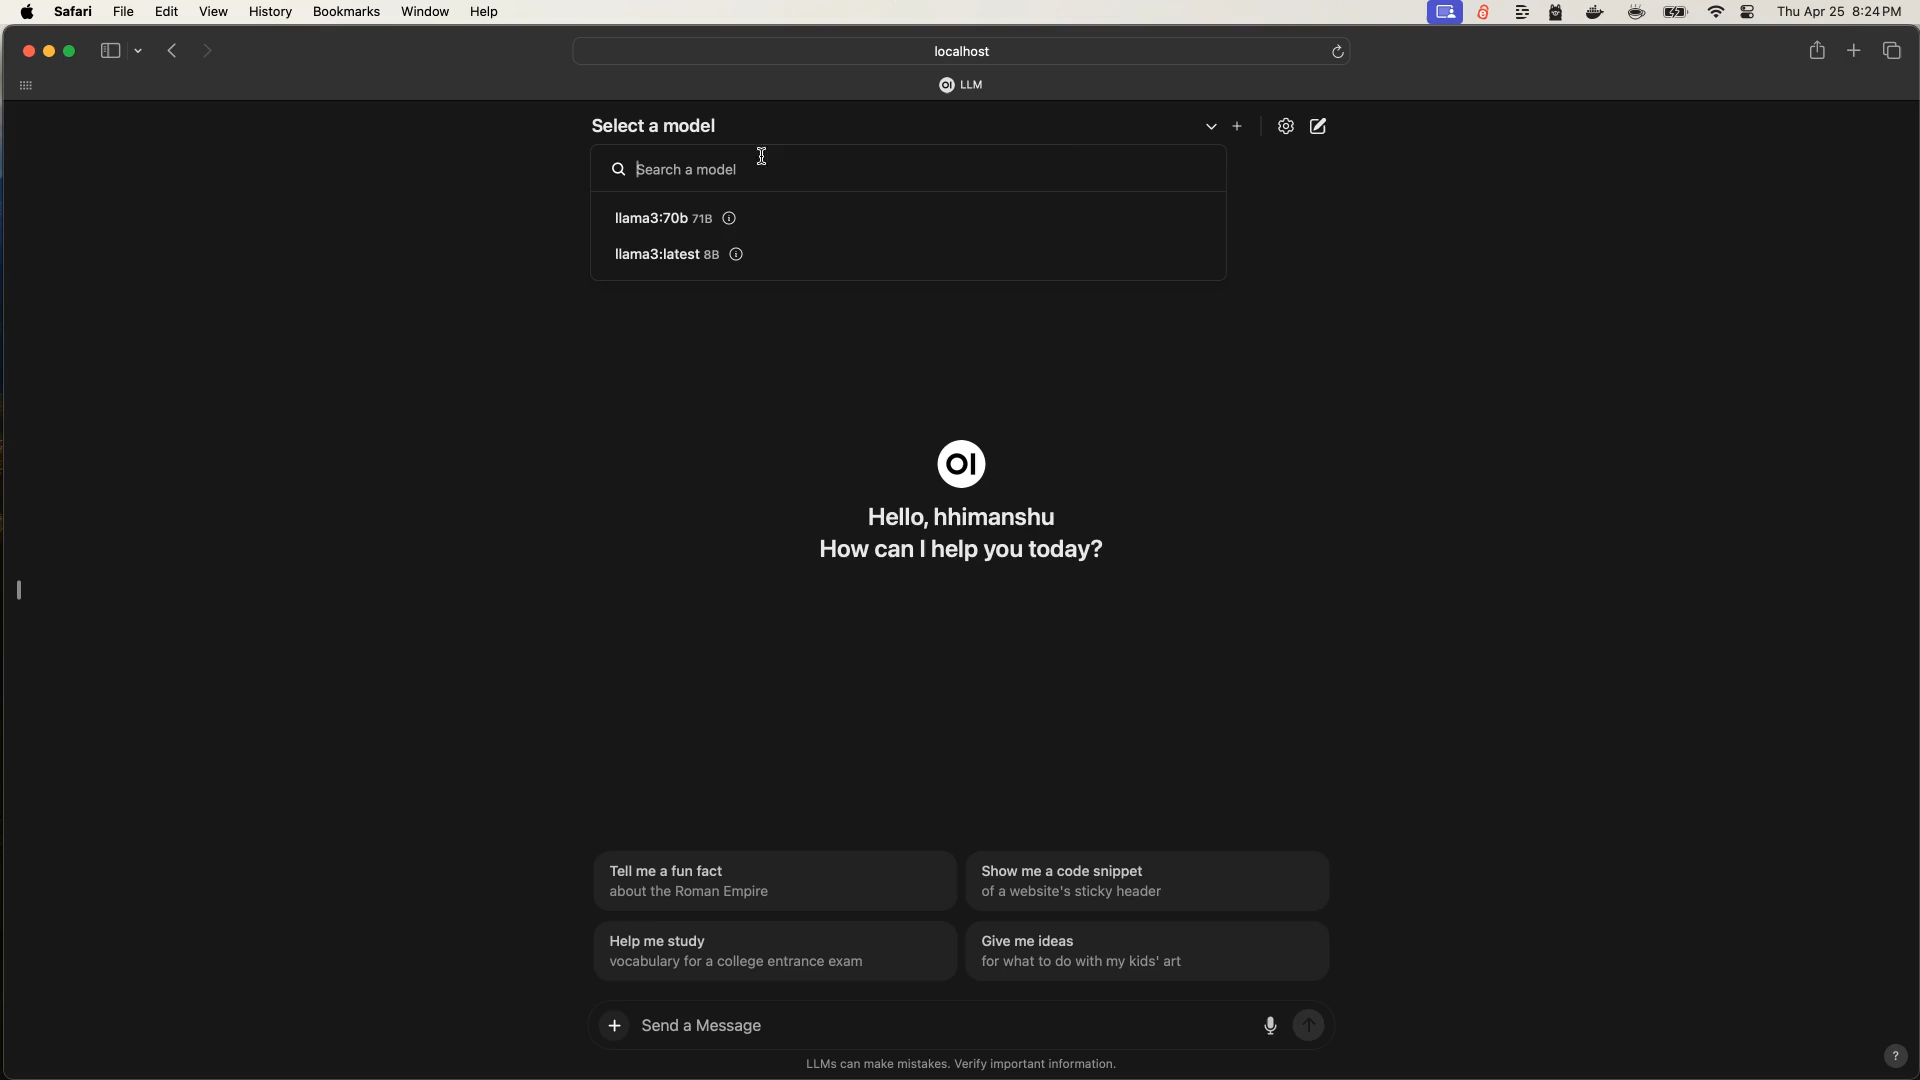 Safari File Edit View History Bookmarks Window Help Thu Apr 25 8:24 PM
localhost
OI LLM
Select a model
Search a model
llama3:70b 71B
llama3:latest 8B
OI
Hello, hhimanshu
How can I help you today?
Tell me a fun fact
about the Roman Empire
Show me a code snippet
of a website's sticky header
Help me study
vocabulary for a college entrance exam
Give me ideas
for what to do with my kids' art
Send a Message
LLMs can make mistakes. Verify important information.
?